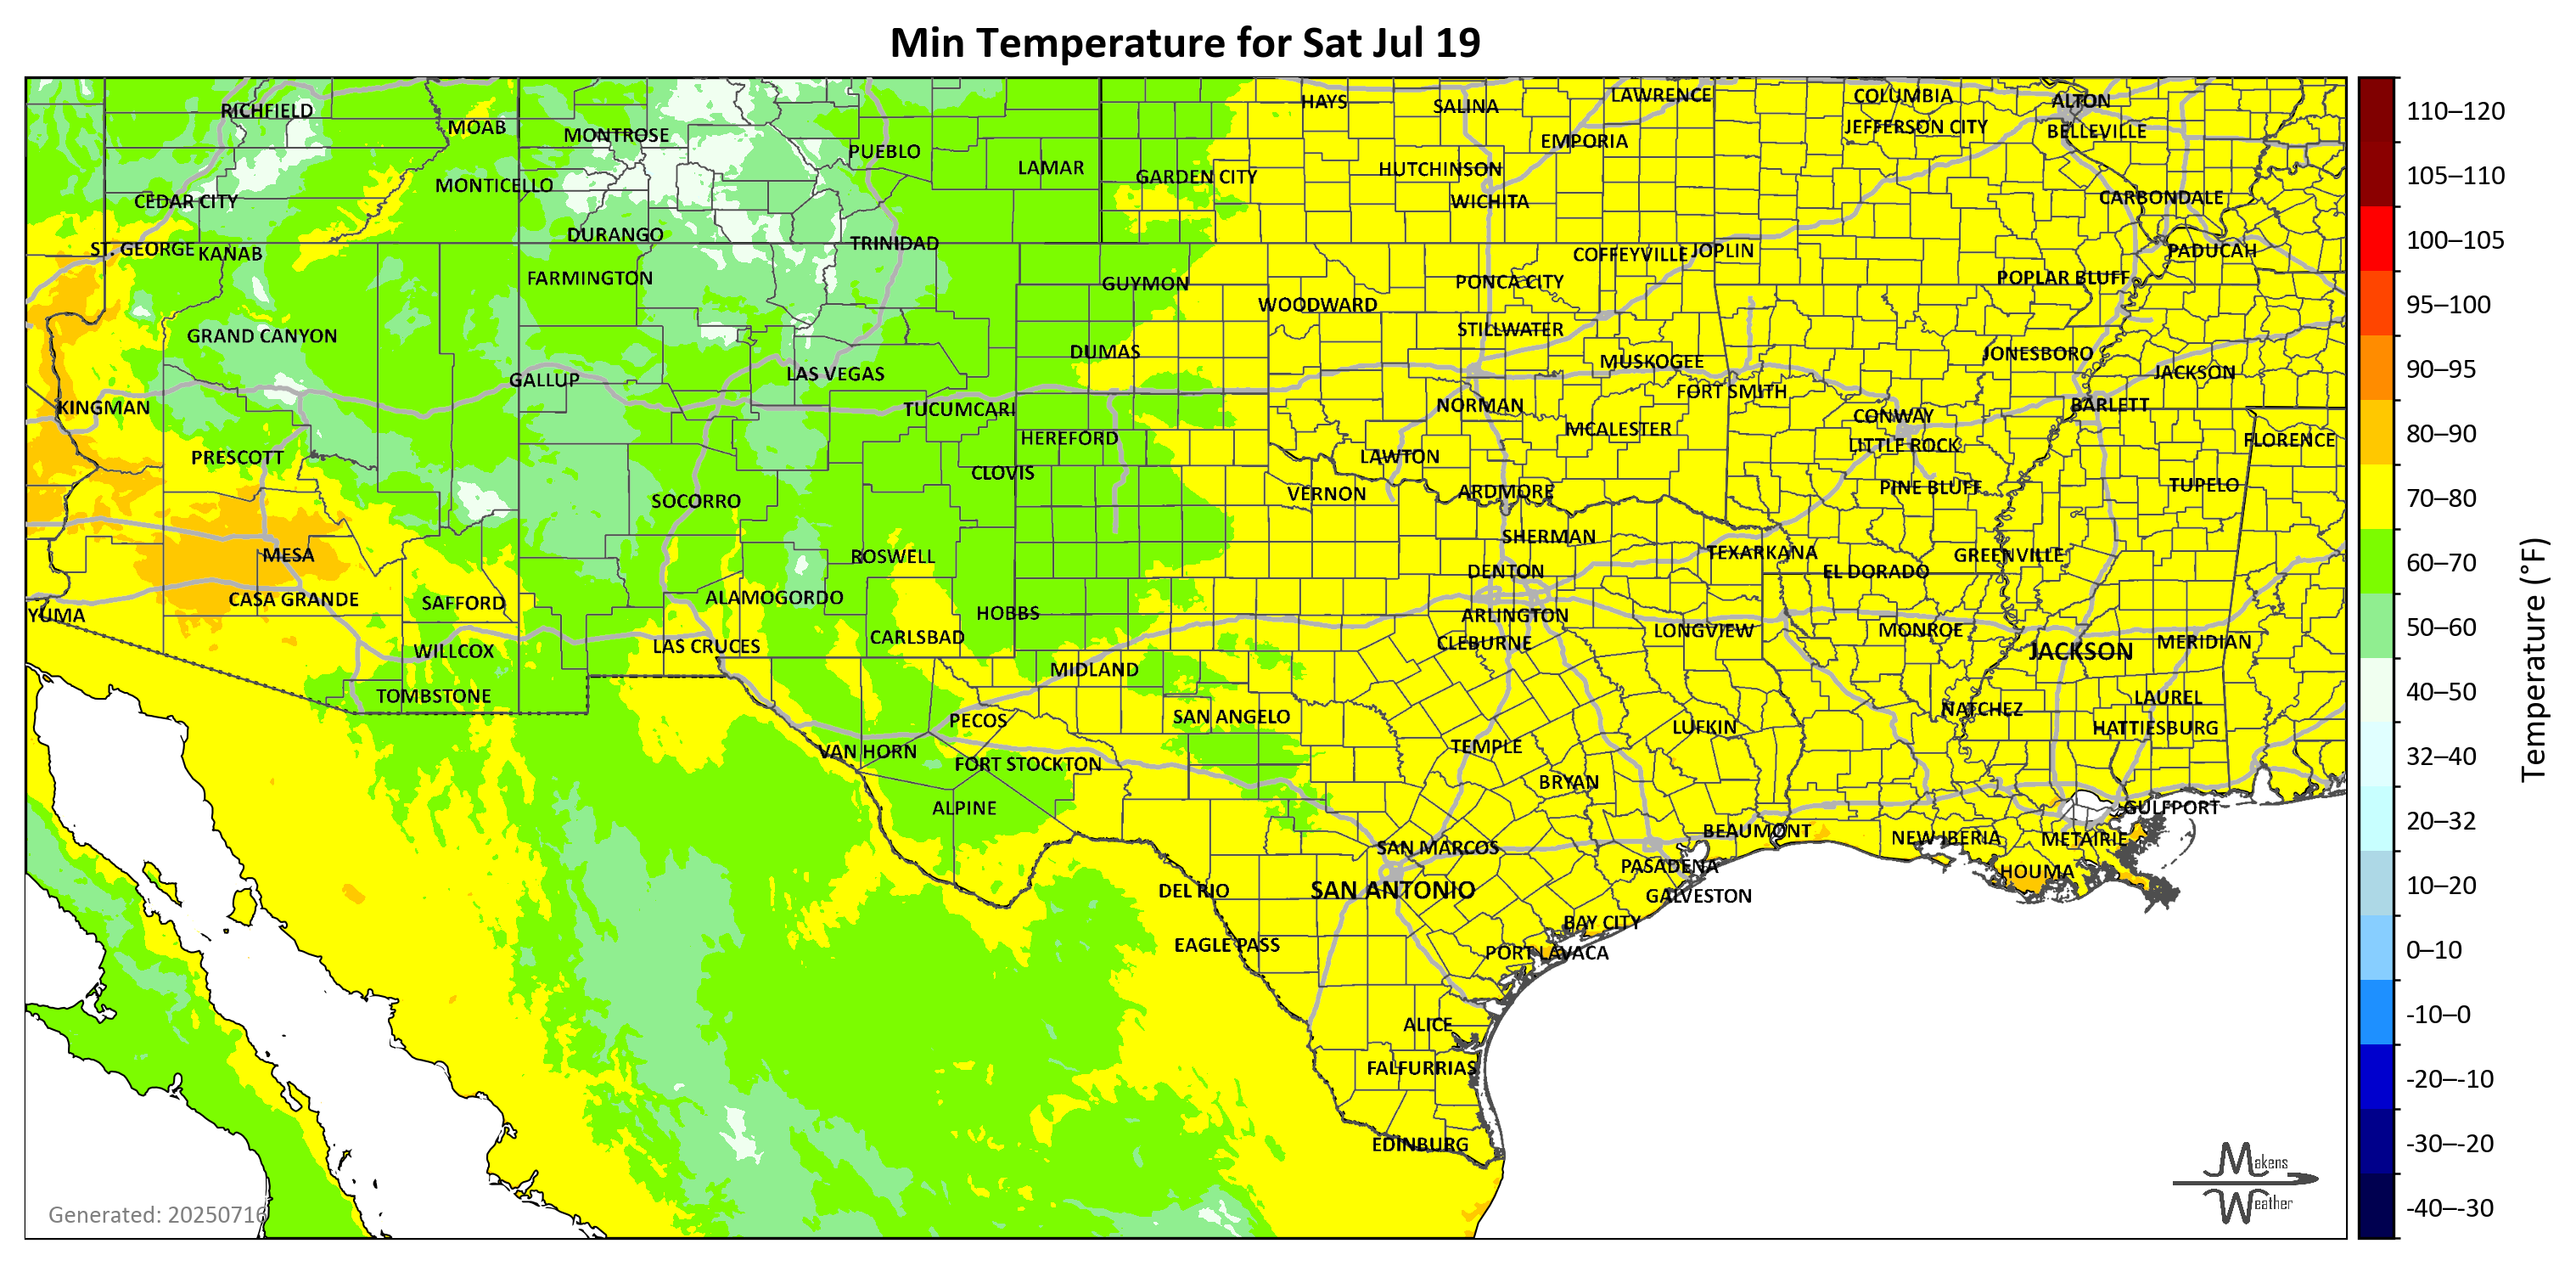 Min Temperature for Sat Jul 19
RICHFIELD
MOAB
MONTROSE
PUEBLO
LAMAR
GARDEN CITY
HAYS
SALINA
LAWRENCE
EMPORIA
HUTCHINSON
WICHITA
COLUMBIA
JEFFERSON CITY
ALTON
BELLEVILLE
CARBONDALE
MONTICELLO
CEDAR CITY
ST. GEORGE
KANAB
DURANGO
TRINIDAD
FARMINGTON
GUYMON
WOODWARD
PONCA CITY
COFFEYVILLE
JOPLIN
POPLAR BLUFF
PADUCAH
GRAND CANYON
STILLWATER
DUMAS
MUSKOGEE
JONESBORO
JACKSON
GALLUP
LAS VEGAS
FORT SMITH
KINGMAN
TUCUMCARI
NORMAN
CONWAY
BARLETT
HEREFORD
MCALESTER
LITTLE ROCK
FLORENCE
PRESCOTT
CLOVIS
LAWTON
VERNON
ARDMORE
PINE BLUFF
TUPELO
SOCORRO
SHERMAN
MESA
ROSWELL
TEXARKANA
GREENVILLE
DENTON
EL DORADO
CASA GRANDE
SAFFORD
ALAMOGORDO
HOBBS
YUMA
ARLINGTON
LONGVIEW
MONROE
CARLSBAD
CLEBURNE
MERIDIAN
WILLCOX
LAS CRUCES
JACKSON
MIDLAND
TOMBSTONE
LAUREL
PECOS
SAN ANGELO
NATCHEZ
LUFKIN
HATTIESBURG
VAN HORN
FORT STOCKTON
TEMPLE
BRYAN
ALPINE
GULFPORT
BEAUMONT
NEW IBERIA
METAIRIE
SAN MARCOS
PASADENA
HOUMA
DEL RIO
SAN ANTONIO
GALVESTON
BAY CITY
EAGLE PASS
PORT LAVACA
ALICE
FALFURRIAS
EDINBURG
Generated: 20250716
Makens
Weather
110–120
105–110
100–105
95–100
90–95
80–90
70–80
60–70
50–60
40–50
32–40
20–32
10–20
0–10
-10–0
-20–-10
-30–-20
-40–-30
Temperature (°F)